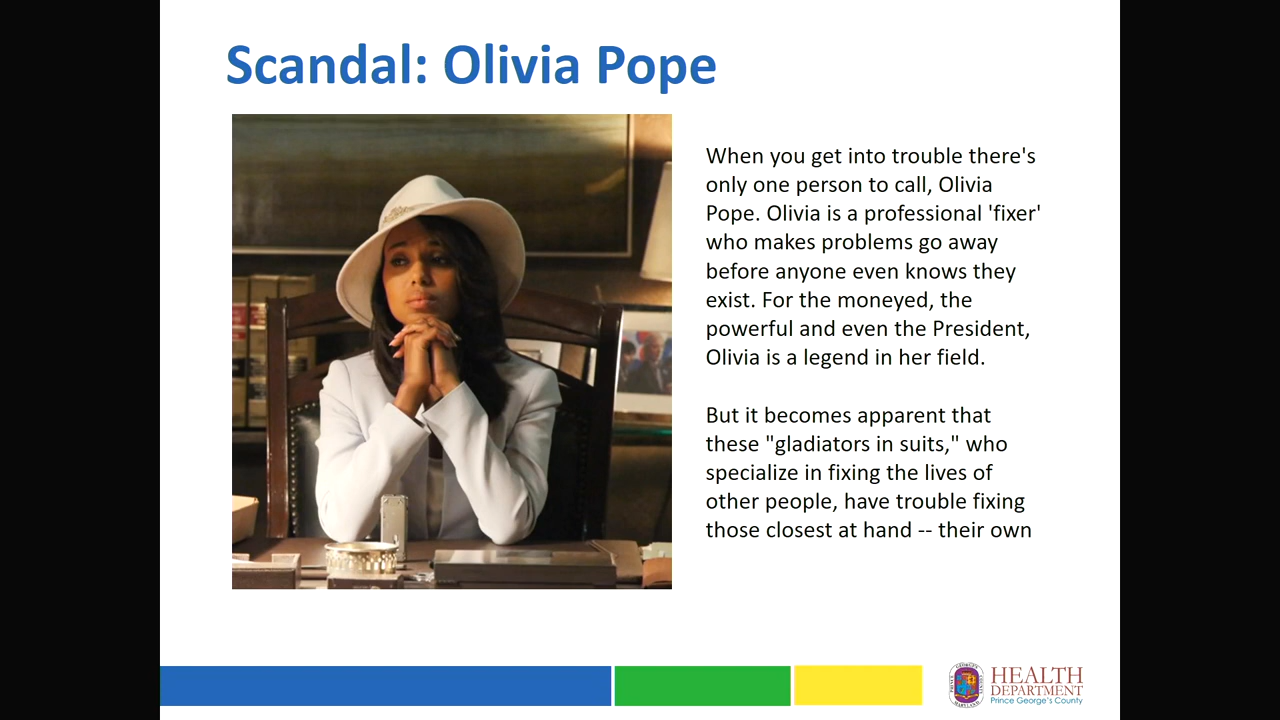 Scandal: Olivia Pope
When you get into trouble there's
only one person to call, Olivia
Pope. Olivia is a professional 'fixer'
who makes problems go away
before anyone even knows they
exist. For the moneyed, the
powerful and even the President,
Olivia is a legend in her field.
But it becomes apparent that
these "gladiators in suits," who
specialize in fixing the lives of
other people, have trouble fixing
those closest at hand -- their own
HEALTH
DEPARTMENT
Prince George's County